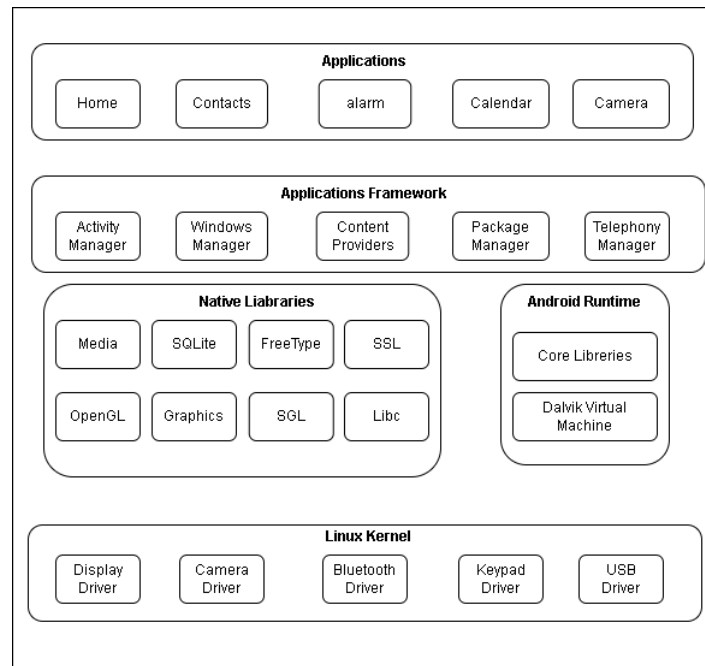 Applications
Home
Contacts
alarm
Calendar
Camera
Applications Framework
Activity
Manager
Windows
Manager
Content
Providers
Package
Manager
Telephony
Manager
Native Liabraries
Media
SQLite
FreeType
SSL
OpenGL
Graphics
SGL
Libc
Android Runtime
Core Libreries
Dalvik Virtual
Machine
Linux Kernel
Display
Driver
Camera
Driver
Bluetooth
Driver
Keypad
Driver
USB
Driver